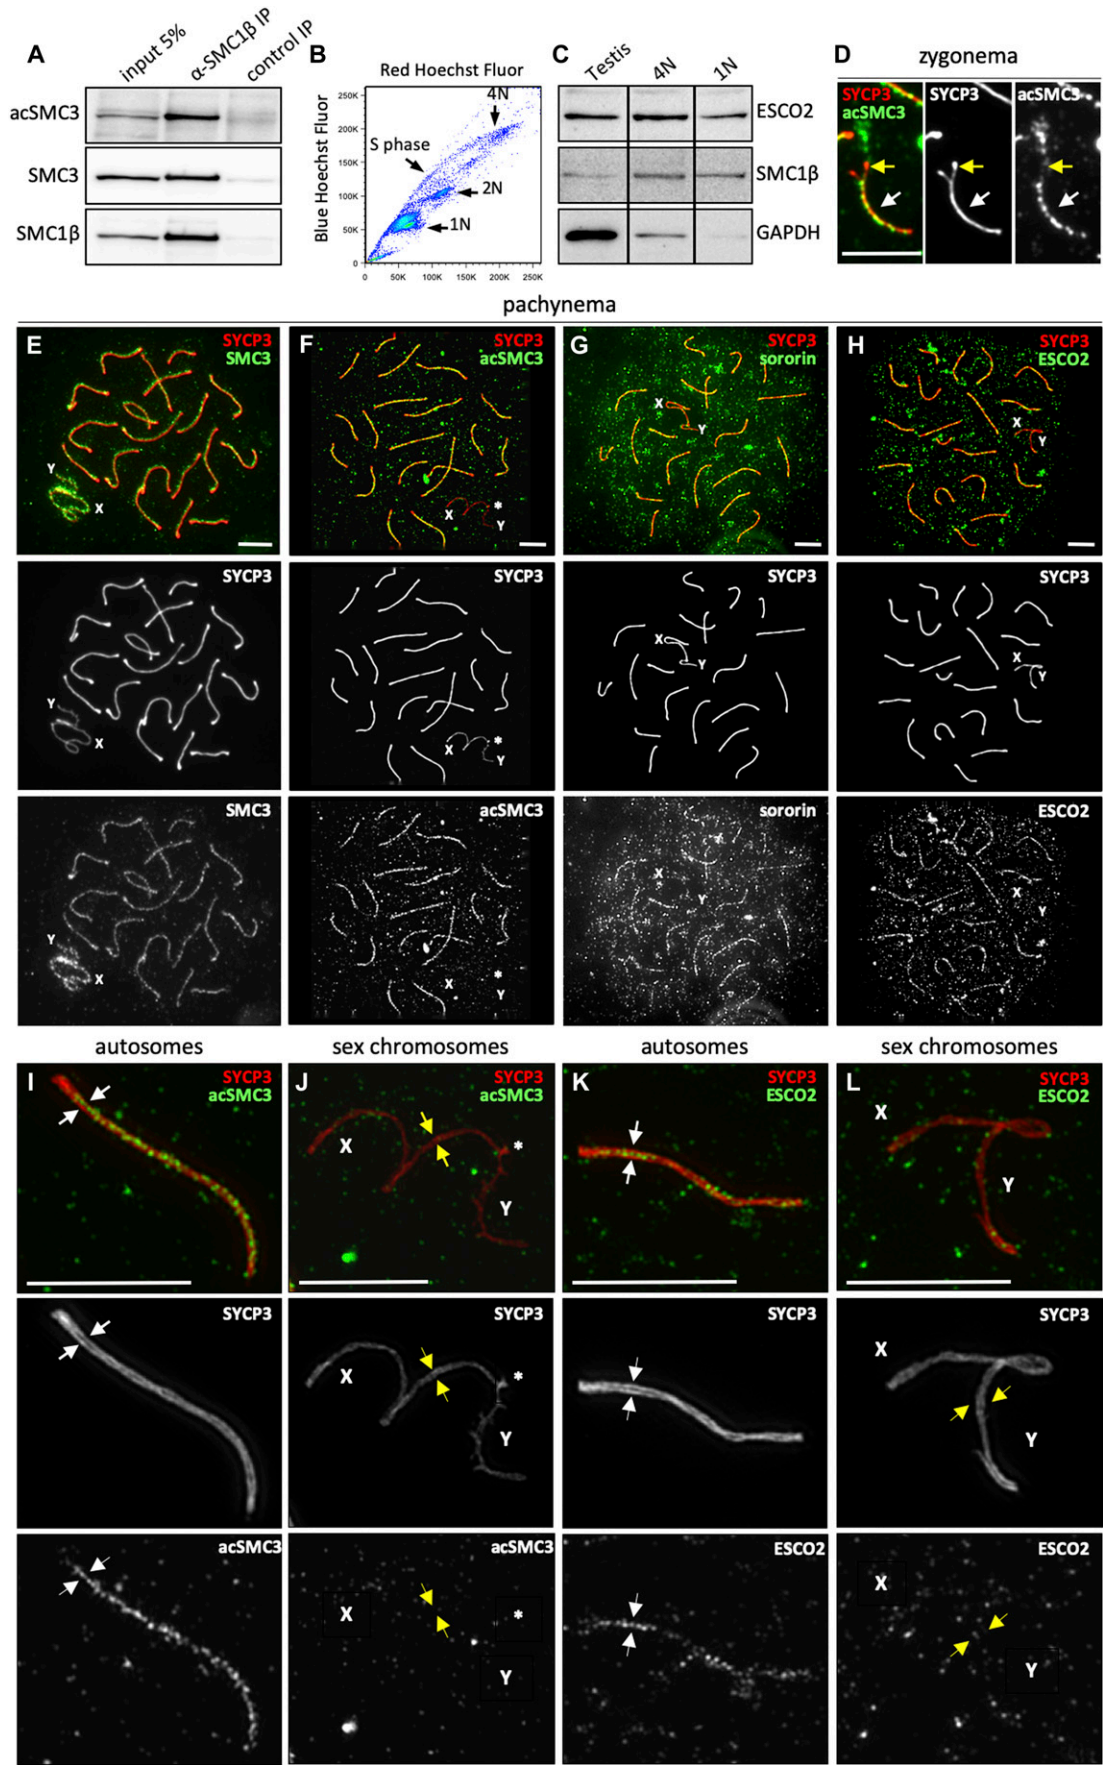 A
input 5%
α-SMC1β IP
control IP
acSMC3
SMC3
SMC1β
B
Red Hoechst Fluor
Blue Hoechst Fluor
4N
S phase
2N
1N
250K
200K
150K
100K
50K
0
0 50K 100K 150K 200K 250K
C
Testis
4N
1N
ESCO2
SMC1β
GAPDH
D
zygonema
SYCP3
acSMC3
SYCP3
acSMC3
pachynema
E
SYCP3
SMC3
Y
X
F
SYCP3
acSMC3
X
*
Y
G
SYCP3
sororin
X
Y
H
SYCP3
ESCO2
X
Y
SYCP3
Y
X
SYCP3
X
*
Y
SYCP3
X
Y
SYCP3
X
Y
SMC3
Y
X
acSMC3
X
*
Y
sororin
X
Y
ESCO2
X
Y
autosomes
sex chromosomes
autosomes
sex chromosomes
I
SYCP3
acSMC3
J
SYCP3
acSMC3
X
*
Y
K
SYCP3
ESCO2
L
SYCP3
ESCO2
X
Y
SYCP3
SYCP3
X
*
Y
SYCP3
SYCP3
X
Y
acSMC3
acSMC3
X
*
Y
ESCO2
ESCO2
X
Y